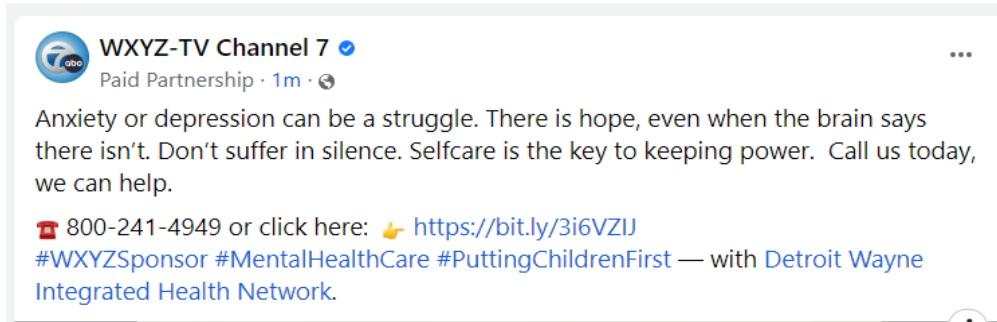 WXYZ-TV Channel 7
Paid Partnership · 1m ·
Anxiety or depression can be a struggle. There is hope, even when the brain says
there isn't. Don't suffer in silence. Selfcare is the key to keeping power.  Call us today,
we can help.
☎️ 800-241-4949 or click here: 👉 https://bit.ly/3i6VZIJ
#WXYZSponsor #MentalHealthCare #PuttingChildrenFirst — with Detroit Wayne
Integrated Health Network.